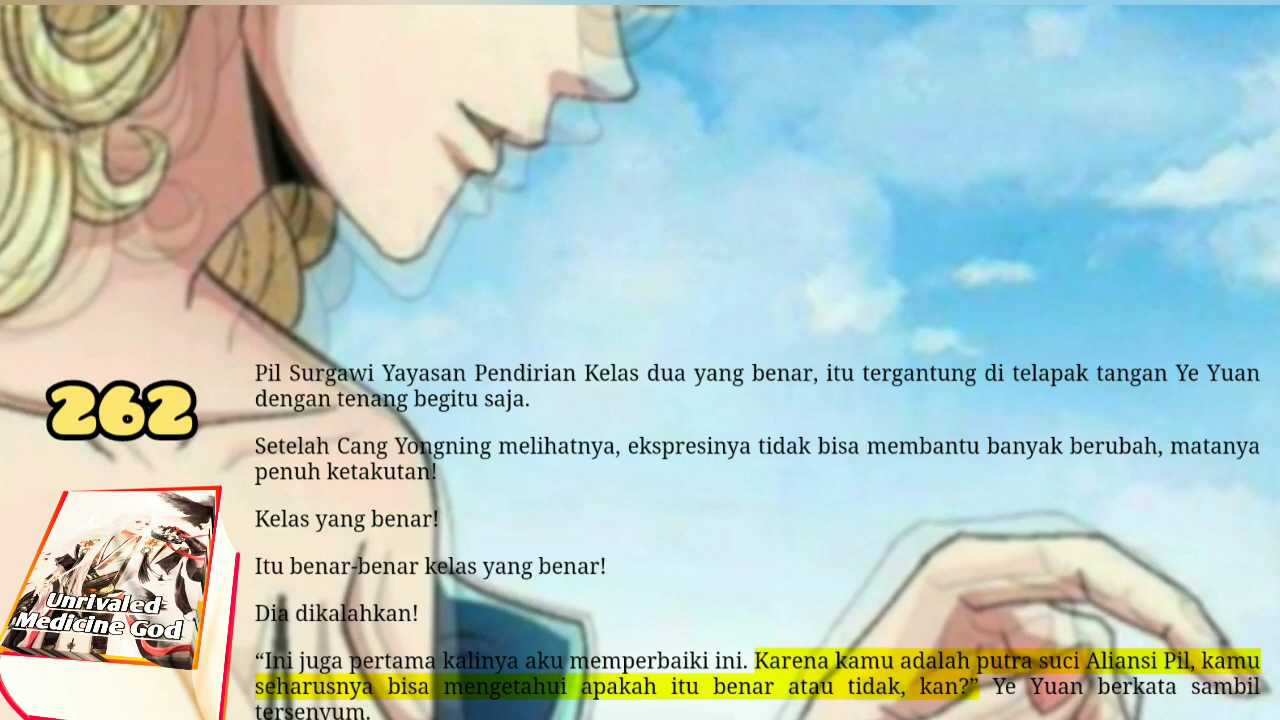 Pil Surgawi Yayasan Pendirian Kelas dua yang benar, itu tergantung di telapak tangan Ye Yuan
dengan tenang begitu saja.
Setelah Cang Yongning melihatnya, ekspresinya tidak bisa membantu banyak berubah, matanya
penuh ketakutan!
262
Kelas yang benar!
Itu benar-benar kelas yang benar!
Dia dikalahkan!
Unrivaled
Medicine God
“Ini juga pertama kalinya aku memperbaiki ini. Karena kamu adalah putra suci Aliansi Pil, kamu
seharusnya bisa mengetahui apakah itu benar atau tidak, kan?” Ye Yuan berkata sambil
tersenyum.